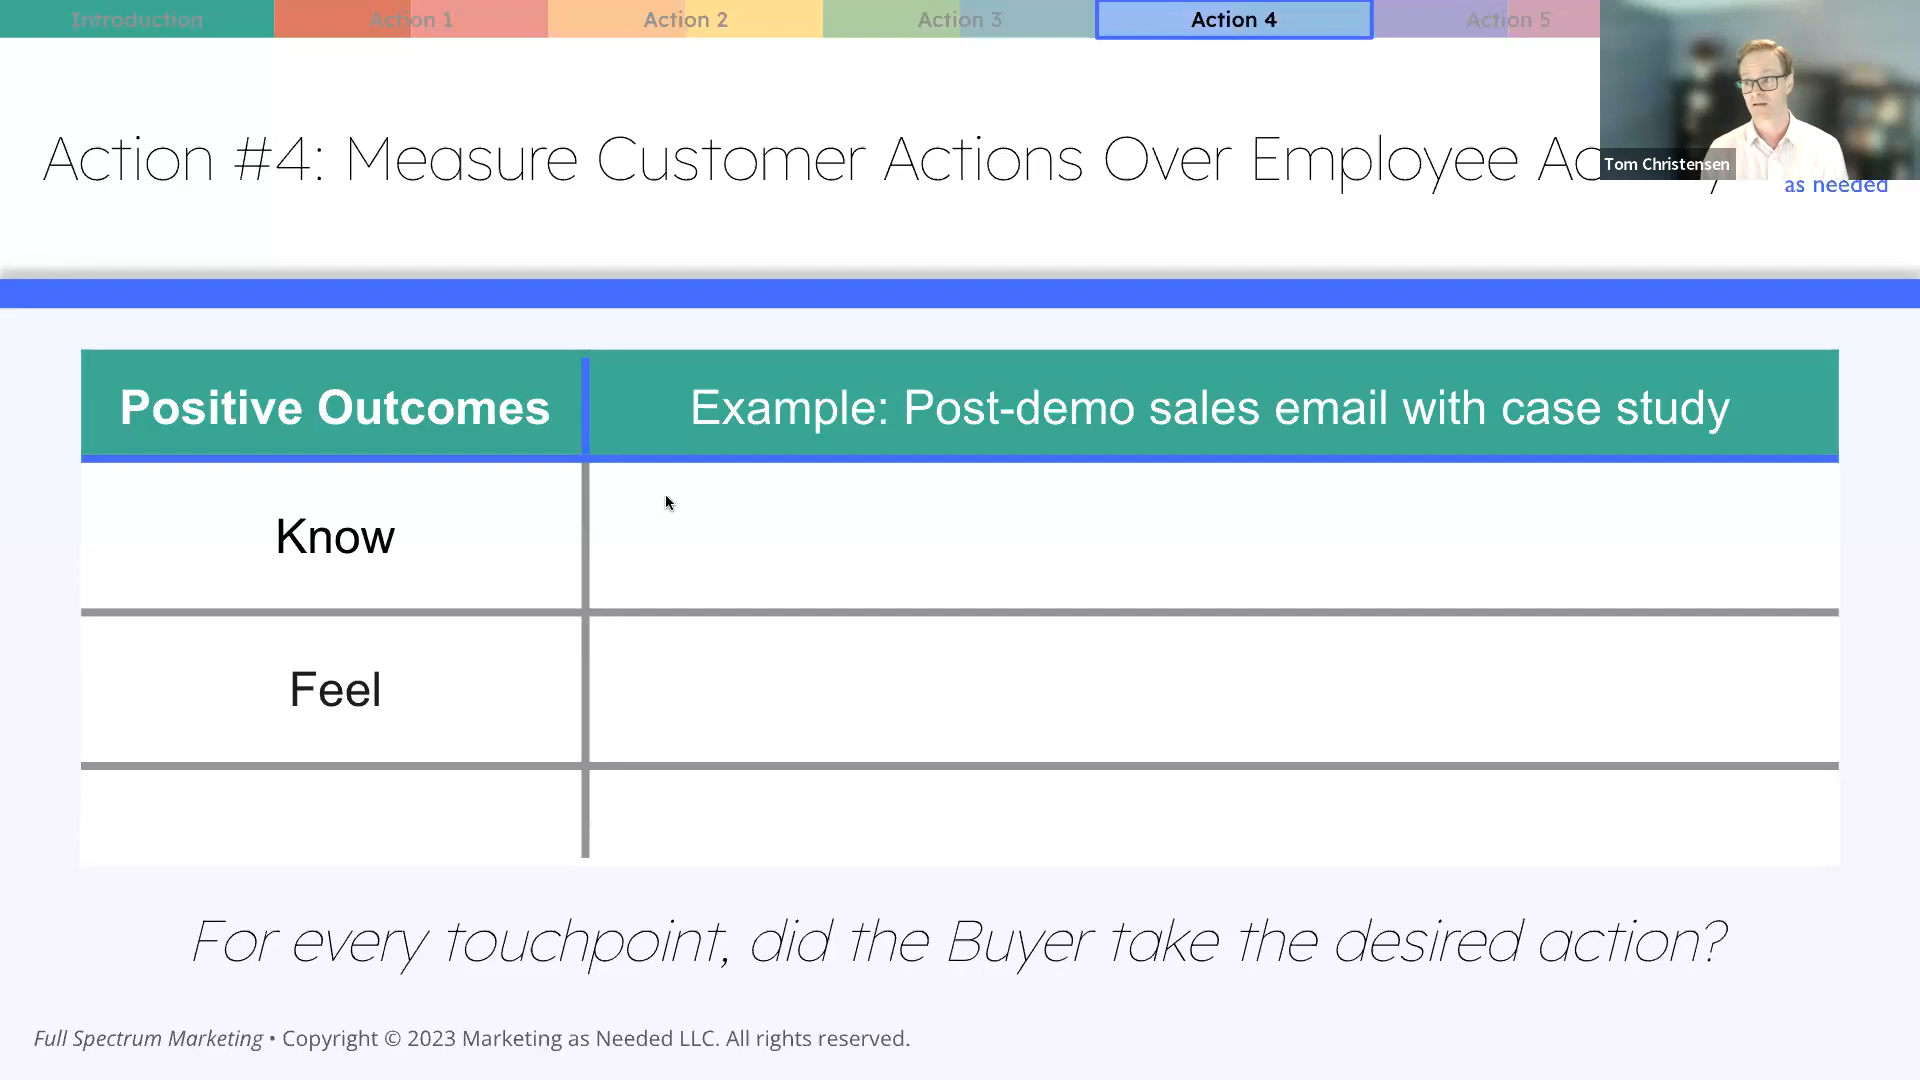 Introduction
Action 1
Action 2
Action 3
Action 4
Action 5
Action #4: Measure Customer Actions Over Employee
Tom Christensen
as needed
Positive Outcomes
Example: Post-demo sales email with case study
Know
Feel
For every touchpoint, did the Buyer take the desired action?
Full Spectrum Marketing • Copyright © 2023 Marketing as Needed LLC. All rights reserved.